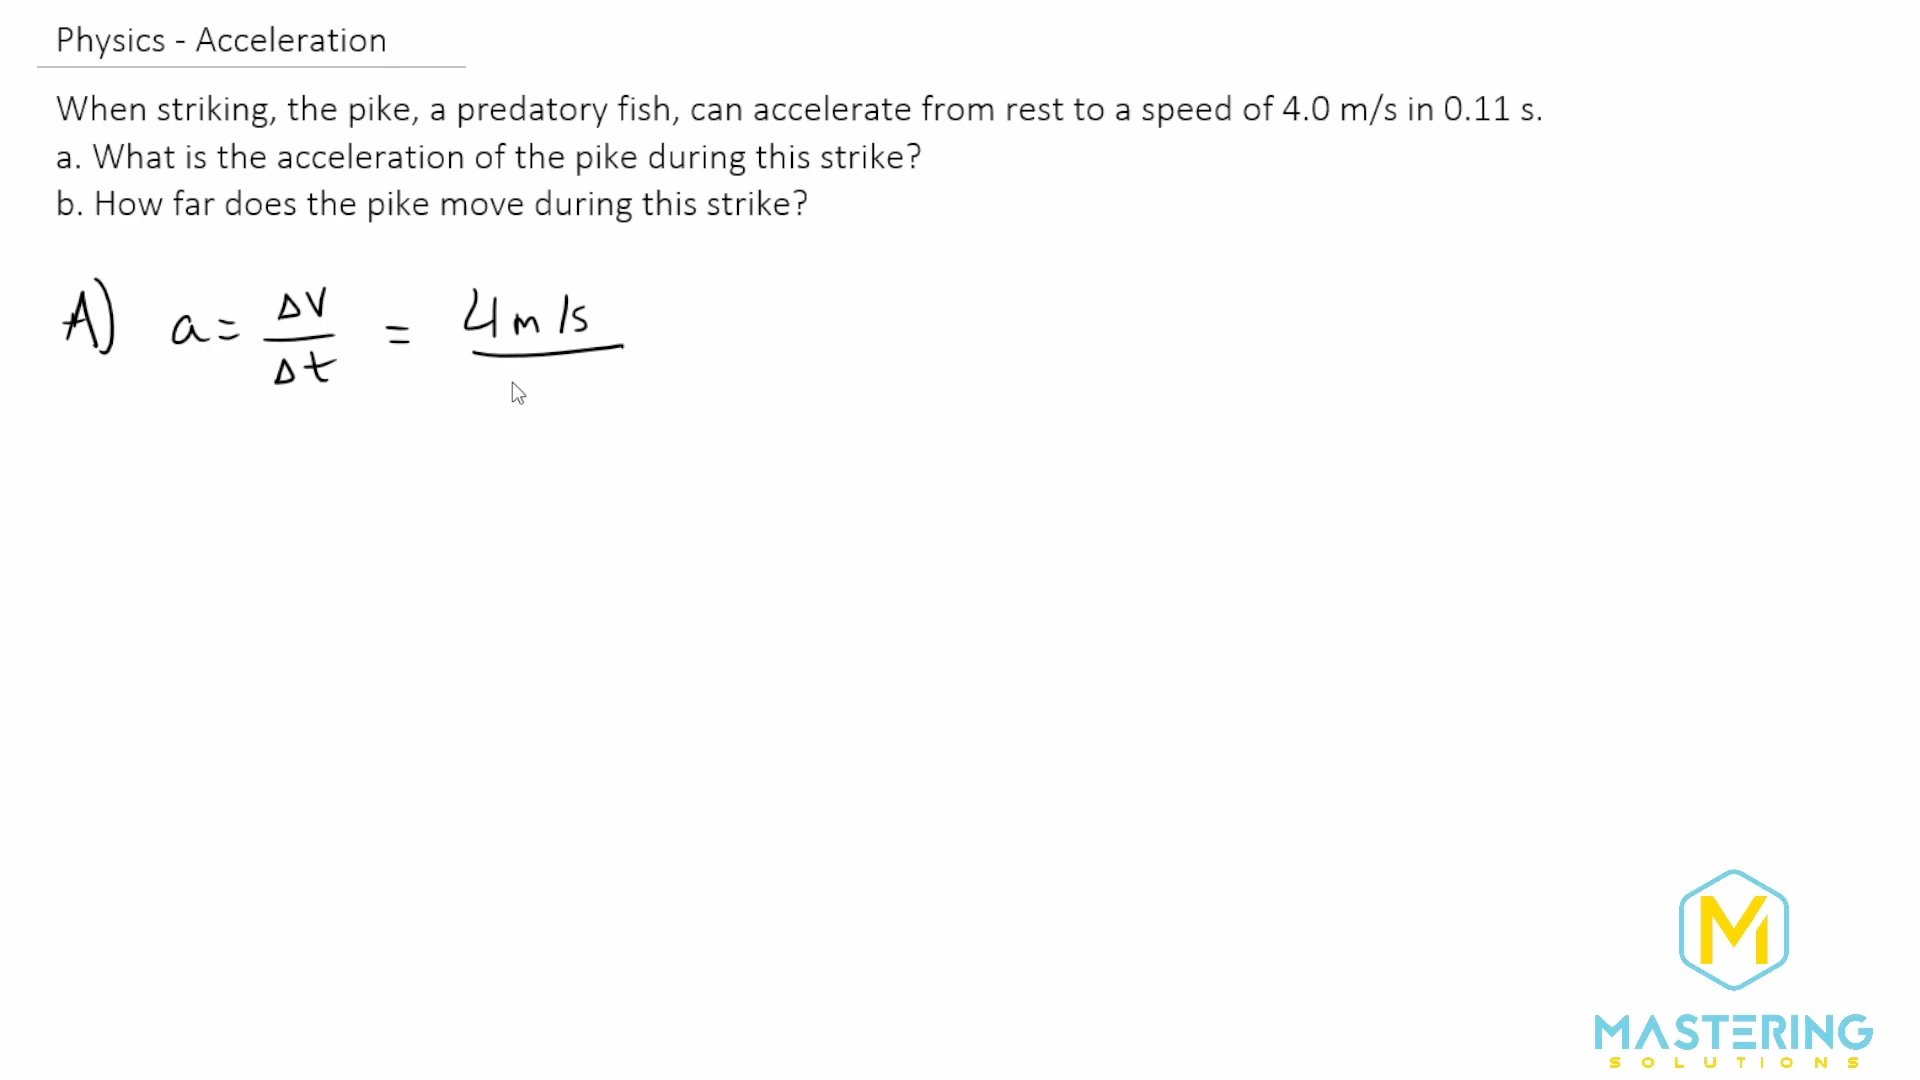 Physics - Acceleration
When striking, the pike, a predatory fish, can accelerate from rest to a speed of 4.0 m/s in 0.11 s.
a. What is the acceleration of the pike during this strike?
b. How far does the pike move during this strike?
A) a = Δv / Δt = 4 m/s
M
MASTERING
SOLUTIONS